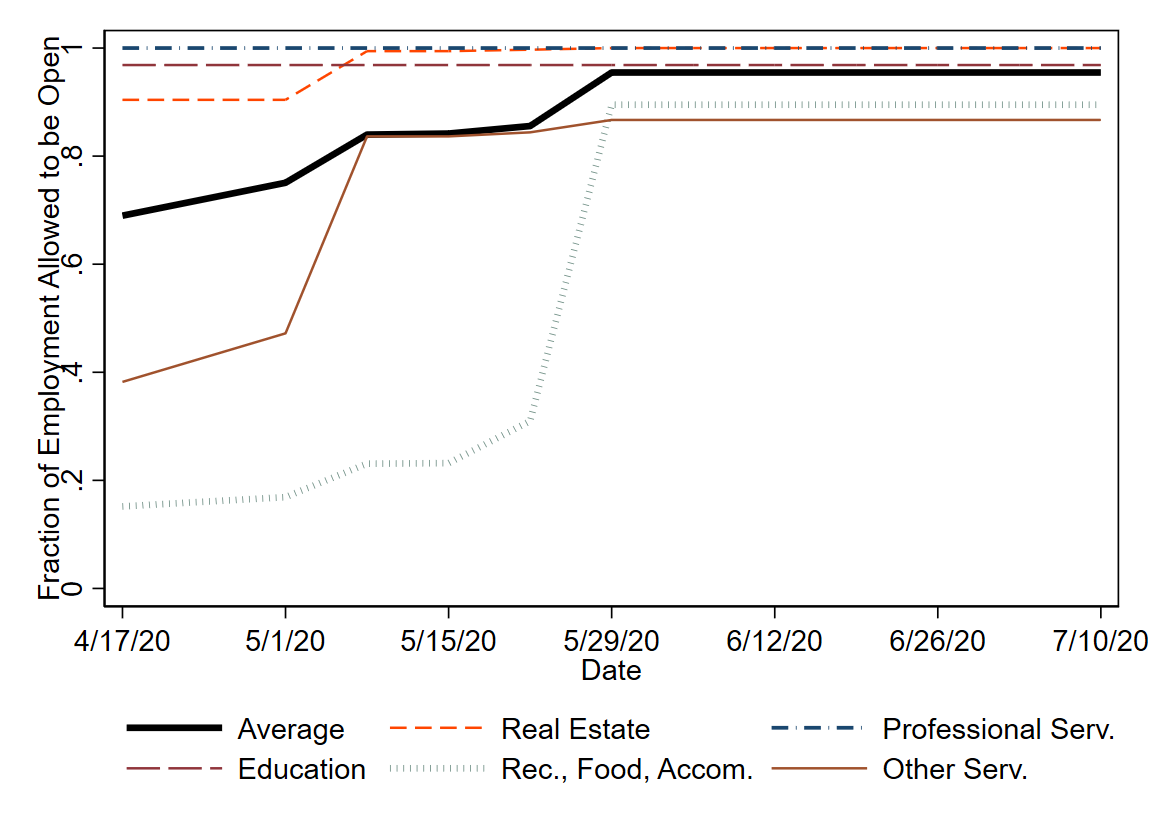 Fraction of Employment Allowed to be Open
1
.8
.6
.4
.2
0
4/17/20 5/1/20 5/15/20 5/29/20 6/12/20 6/26/20 7/10/20
Date
Average Real Estate Professional Serv.
Education Rec., Food, Accom. Other Serv.